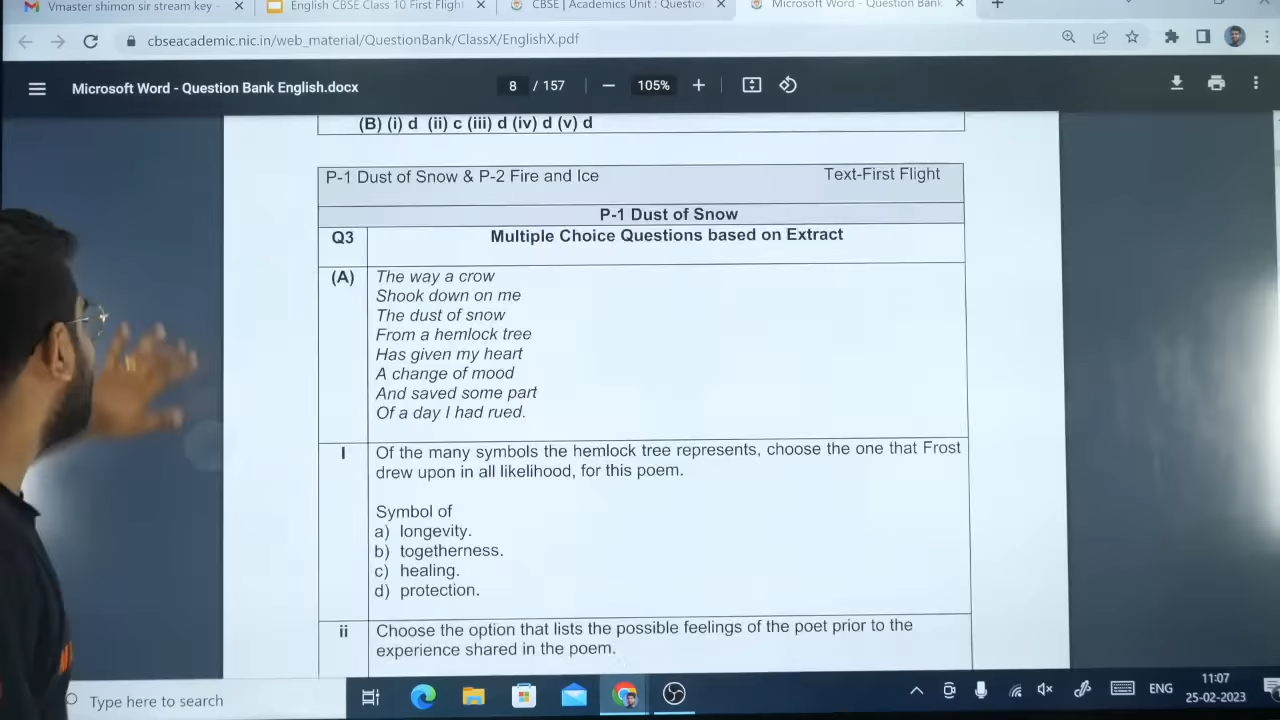 Vmaster shimon sir stream key -
English CBSE Class 10 First Flight
CBSE | Academics Unit : Questio
Microsoft Word - Question Bank
cbseacademic.nic.in/web_material/QuestionBank/ClassX/EnglishX.pdf
Microsoft Word - Question Bank English.docx
8 / 157
105%
(B) (i) d (ii) c (iii) d (iv) d (v) d
P-1 Dust of Snow & P-2 Fire and Ice Text-First Flight
P-1 Dust of Snow
Q3 Multiple Choice Questions based on Extract
(A) The way a crow
Shook down on me
The dust of snow
From a hemlock tree
Has given my heart
A change of mood
And saved some part
Of a day I had rued.
I Of the many symbols the hemlock tree represents, choose the one that Frost
drew upon in all likelihood, for this poem.
Symbol of
a) longevity.
b) togetherness.
c) healing.
d) protection.
ii Choose the option that lists the possible feelings of the poet prior to the
experience shared in the poem.
Type here to search
ENG
11:07
25-02-2023